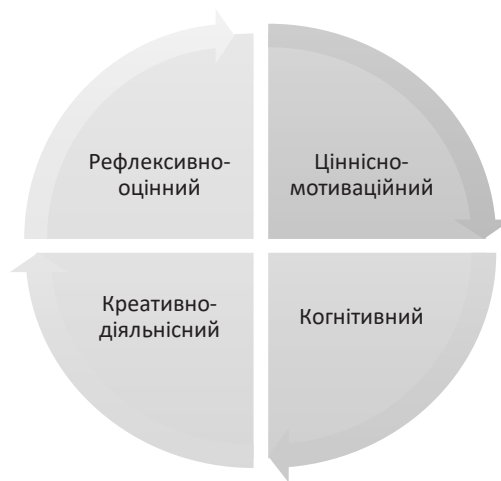 Рефлексивно-
оцінний
Ціннісно-
мотиваційний
Креативно-
діяльнісний
Когнітивний